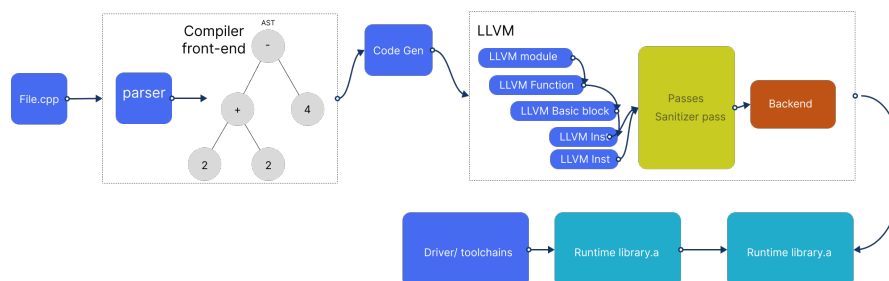 AST
Compiler
front-end
-
+
4
2
2
File.cpp
parser
Code Gen
LLVM
LLVM module
LLVM Function
LLVM Basic block
LLVM Inst
LLVM Inst
Passes
Sanitizer pass
Backend
Driver/ toolchains
Runtime library.a
Runtime library.a